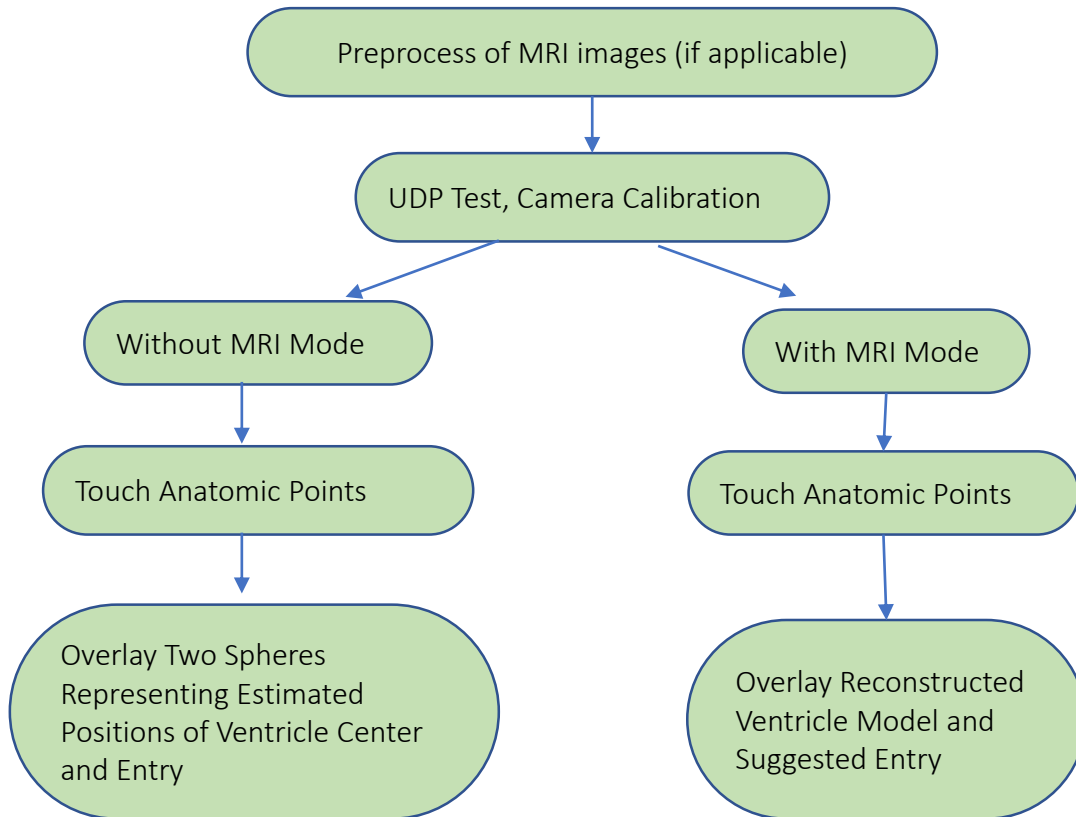 Preprocess of MRI images (if applicable)
UDP Test, Camera Calibration
Without MRI Mode
With MRI Mode
Touch Anatomic Points
Touch Anatomic Points
Overlay Two Spheres
Representing Estimated
Positions of Ventricle Center
and Entry
Overlay Reconstructed
Ventricle Model and
Suggested Entry